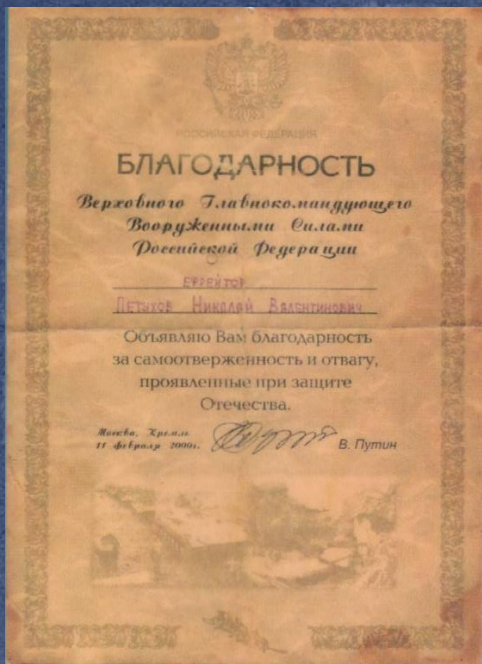 РОССИЙСКАЯ ФЕДЕРАЦИЯ
БЛАГОДАРНОСТЬ
Верховного Главнокомандующего
Вооруженными Силами
Российской Федерации
ЕФРЕЙТОР
ПЕТУХОВ НИКОЛАЙ ВАЛЕНТИНОВИЧ
Объявляю Вам благодарность
за самоотверженность и отвагу,
проявленные при защите
Отечества.
Москва, Кремль
11 февраля 2000г.
В. Путин